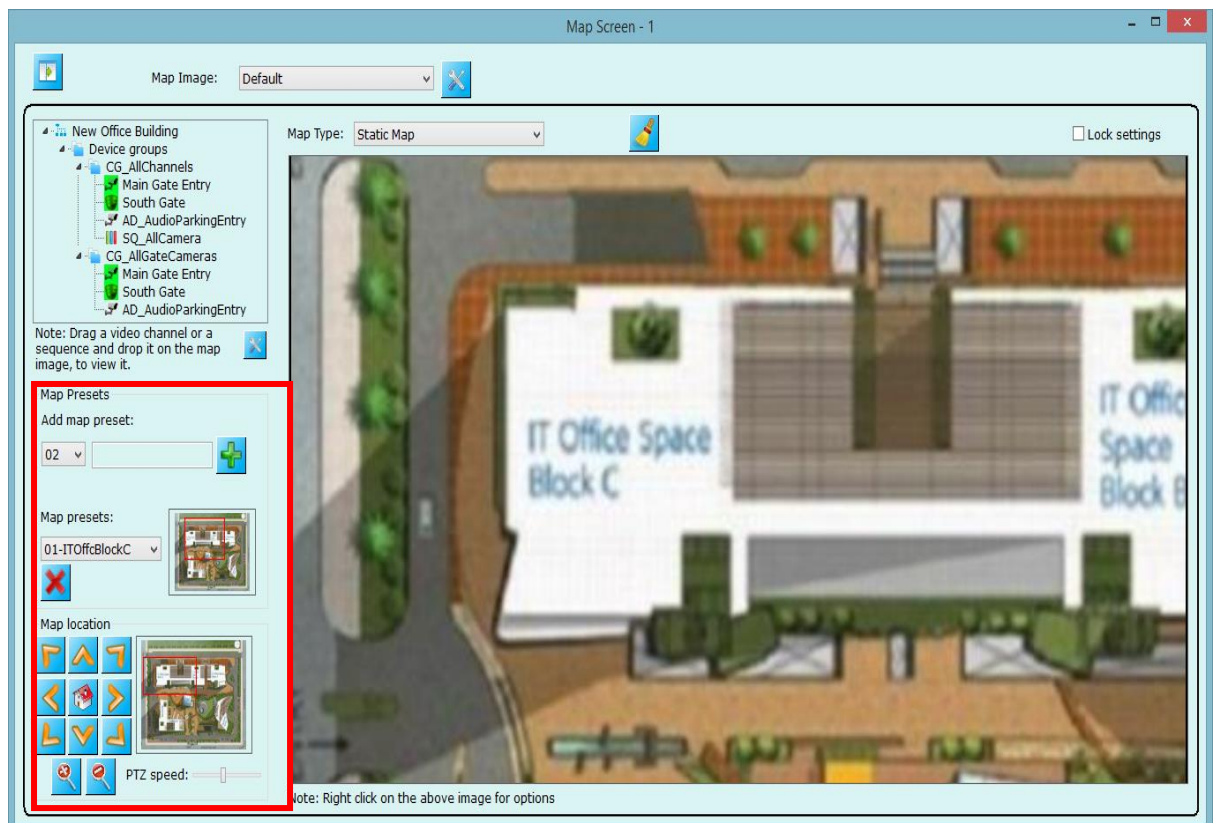 Map Screen - 1
Map Image: Default
New Office Building
Device groups
CG_AllChannels
Main Gate Entry
South Gate
AD_AudioParkingEntry
SQ_AllCamera
CG_AllGateCameras
Main Gate Entry
South Gate
AD_AudioParkingEntry
Note: Drag a video channel or a
sequence and drop it on the map
image, to view it.
Map Presets
Add map preset:
02
Map presets:
01-ITOffcBlockC
Map location
PTZ speed:
Map Type: Static Map
Lock settings
IT Office Space
Block C
IT Offic
Space
Block B
Note: Right click on the above image for options